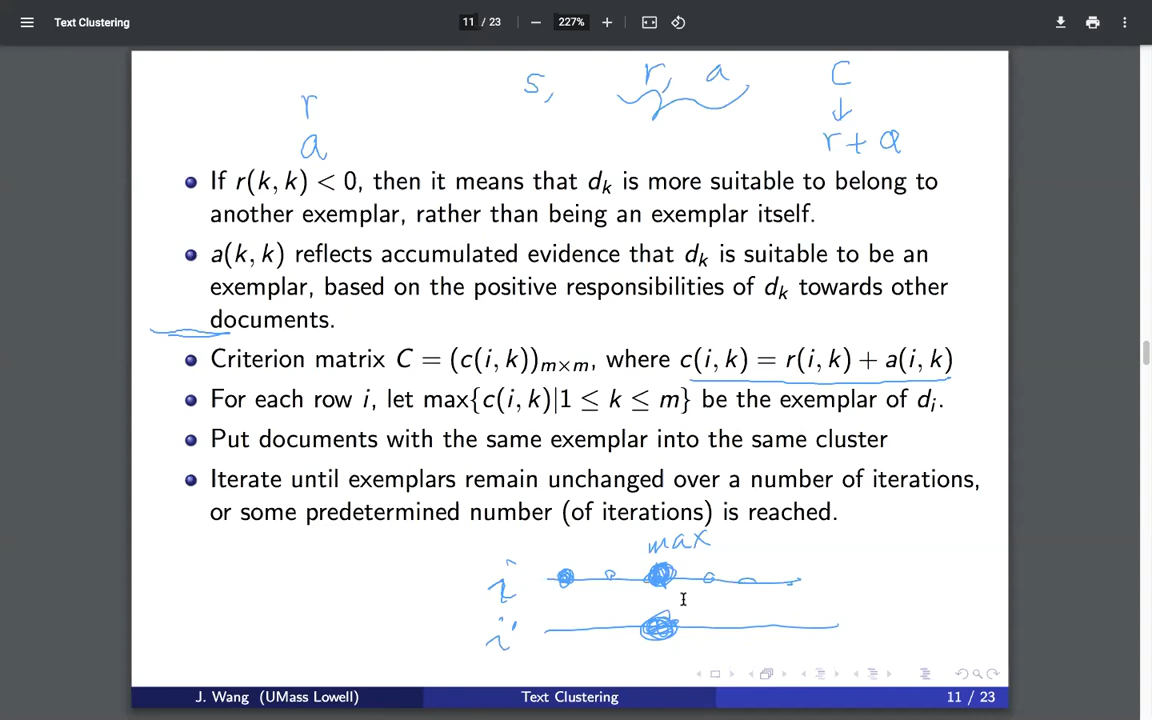 Text Clustering
11 / 23
227%
s, r, a C
r
a
r + a
If r(k, k) < 0, then it means that dₖ is more suitable to belong to
another exemplar, rather than being an exemplar itself.
a(k, k) reflects accumulated evidence that dₖ is suitable to be an
exemplar, based on the positive responsibilities of dₖ towards other
documents.
Criterion matrix C = (c(i, k))ₘ×ₘ, where c(i, k) = r(i, k) + a(i, k)
For each row i, let max{c(i, k)|1 ≤ k ≤ m} be the exemplar of dᵢ.
Put documents with the same exemplar into the same cluster
Iterate until exemplars remain unchanged over a number of iterations,
or some predetermined number (of iterations) is reached.
max
i
i'
J. Wang (UMass Lowell) Text Clustering 11 / 23